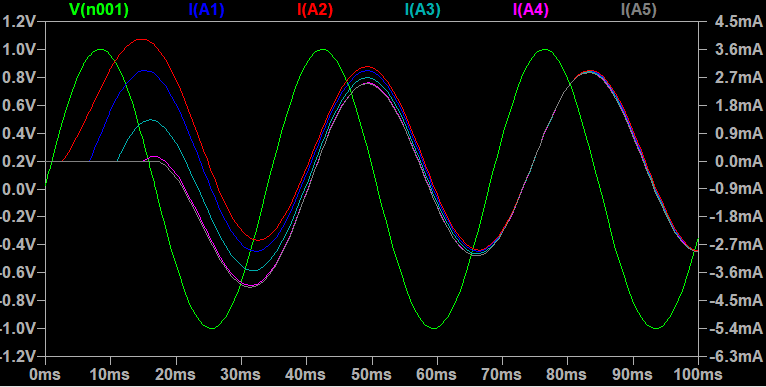 V(n001) I(A1) I(A2) I(A3) I(A4) I(A5)
1.2V 4.5mA
1.0V 3.6mA
0.8V 2.7mA
0.6V 1.8mA
0.4V 0.9mA
0.2V 0.0mA
0.0V -0.9mA
-0.2V -1.8mA
-0.4V -2.7mA
-0.6V -3.6mA
-0.8V -4.5mA
-1.0V -5.4mA
-1.2V -6.3mA
0ms 10ms 20ms 30ms 40ms 50ms 60ms 70ms 80ms 90ms 100ms